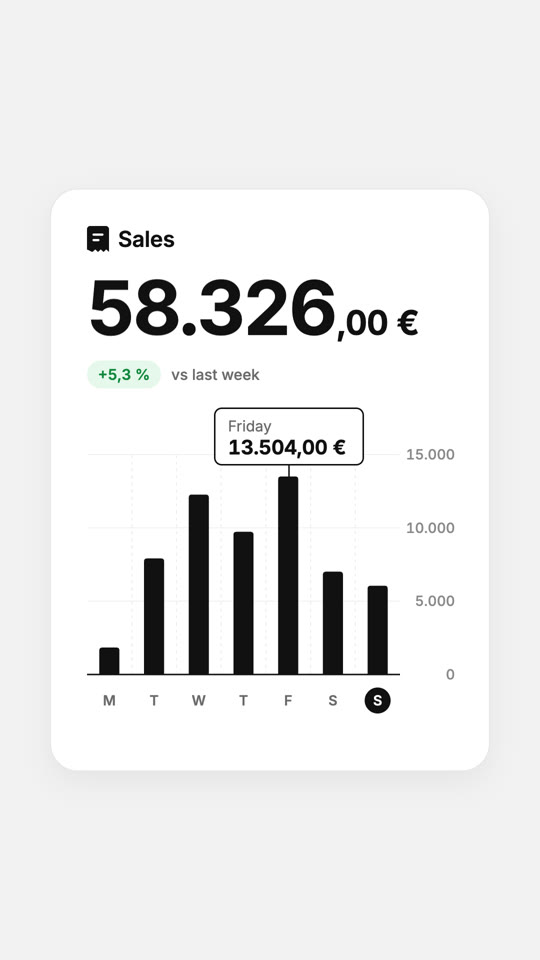 Sales
58.326,00 €
+5,3 % vs last week
Friday
13.504,00 €
15.000
10.000
5.000
0
M T W T F S S